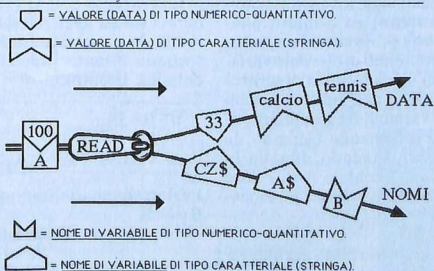 = VALORE (DATA) DI TIPO NUMERICO-QUANTITATIVO.
= VALORE (DATA) DI TIPO CARATTERIALE (STRINGA).
100
A
READ
33
calcio
tennis
DATA
CZ$
A$
B
NOMI
= NOME DI VARIABILE DI TIPO NUMERICO-QUANTITATIVO.
= NOME DI VARIABILE DI TIPO CARATTERIALE (STRINGA).